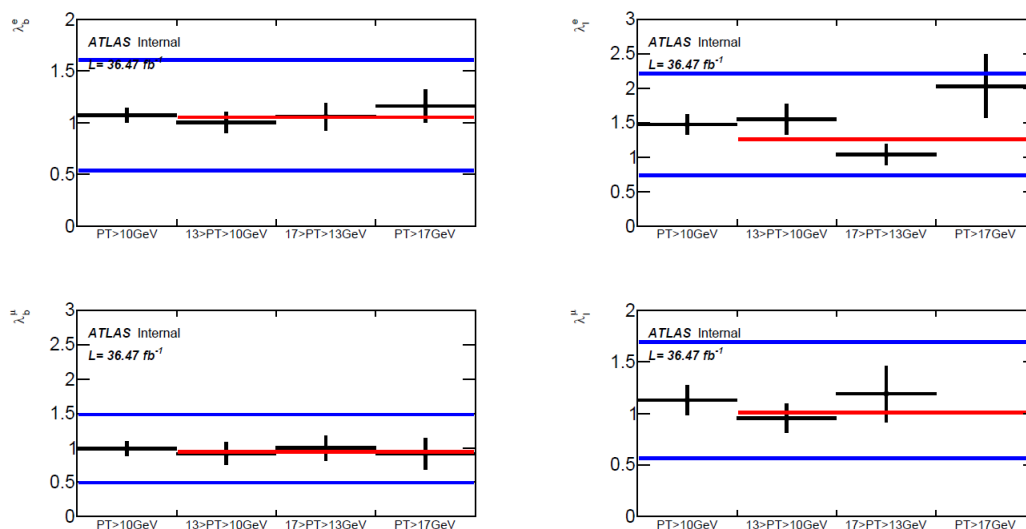 λ_b^e
2
1.5
1
0.5
0
ATLAS Internal
L= 36.47 fb⁻¹
PT>10GeV 13>PT>10GeV 17>PT>13GeV PT>17GeV
λ_l^e
3
2.5
2
1.5
1
0.5
0
ATLAS Internal
L= 36.47 fb⁻¹
PT>10GeV 13>PT>10GeV 17>PT>13GeV PT>17GeV
λ_b^μ
3
2.5
2
1.5
1
0.5
0
ATLAS Internal
L= 36.47 fb⁻¹
PT>10GeV 13>PT>10GeV 17>PT>13GeV PT>17GeV
λ_l^μ
2
1.5
1
0.5
0
ATLAS Internal
L= 36.47 fb⁻¹
PT>10GeV 13>PT>10GeV 17>PT>13GeV PT>17GeV